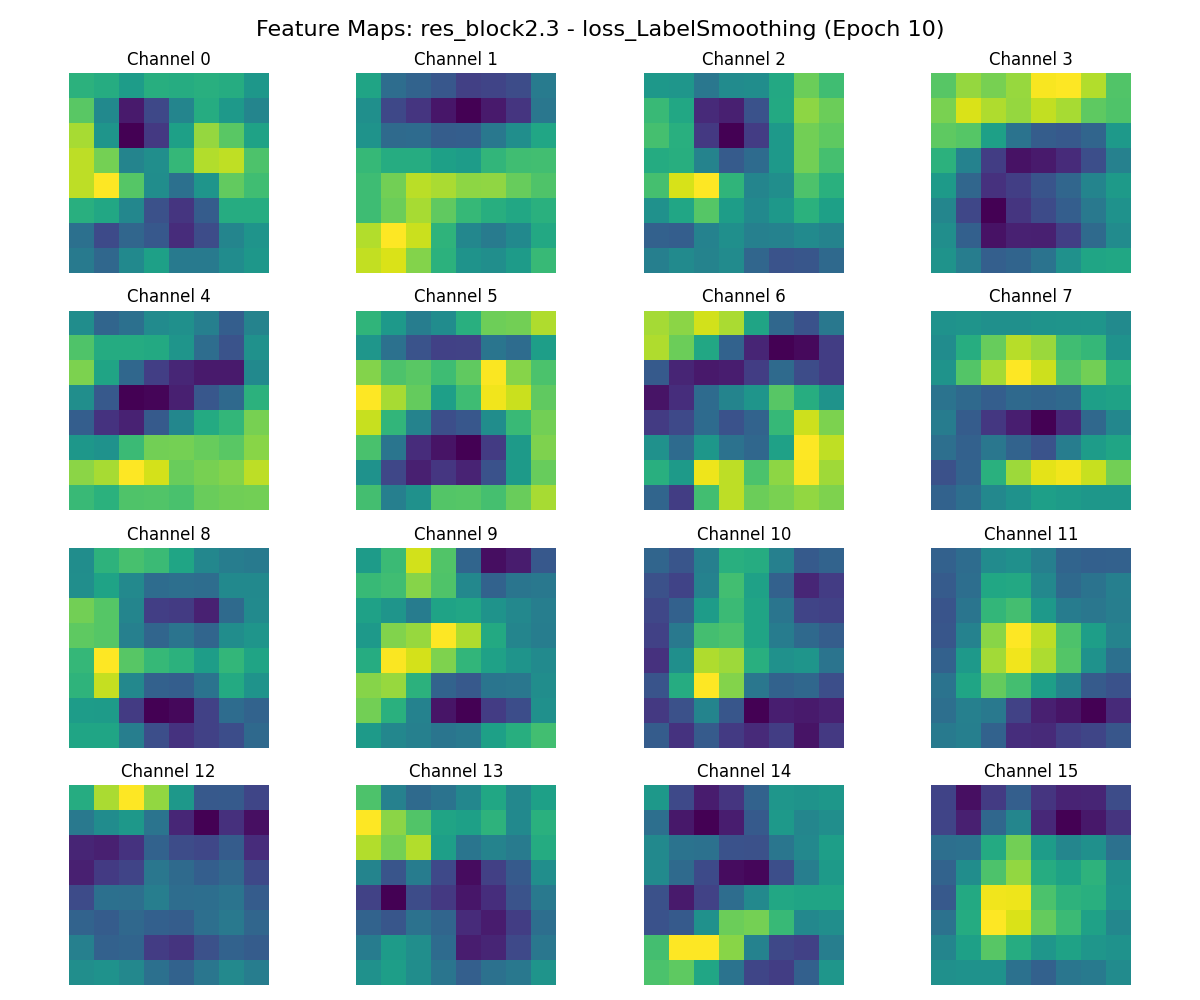 Feature Maps: res_block2.3 - loss_LabelSmoothing (Epoch 10)
Channel 0
Channel 1
Channel 2
Channel 3
Channel 4
Channel 5
Channel 6
Channel 7
Channel 8
Channel 9
Channel 10
Channel 11
Channel 12
Channel 13
Channel 14
Channel 15